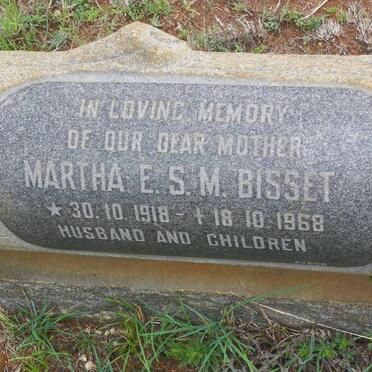 IN LOVING MEMORY
OF OUR DEAR MOTHER
MARTHA E. S. M. BISSET
★ 30.10.1918 - ✝ 18.10.1968
HUSBAND AND CHILDREN